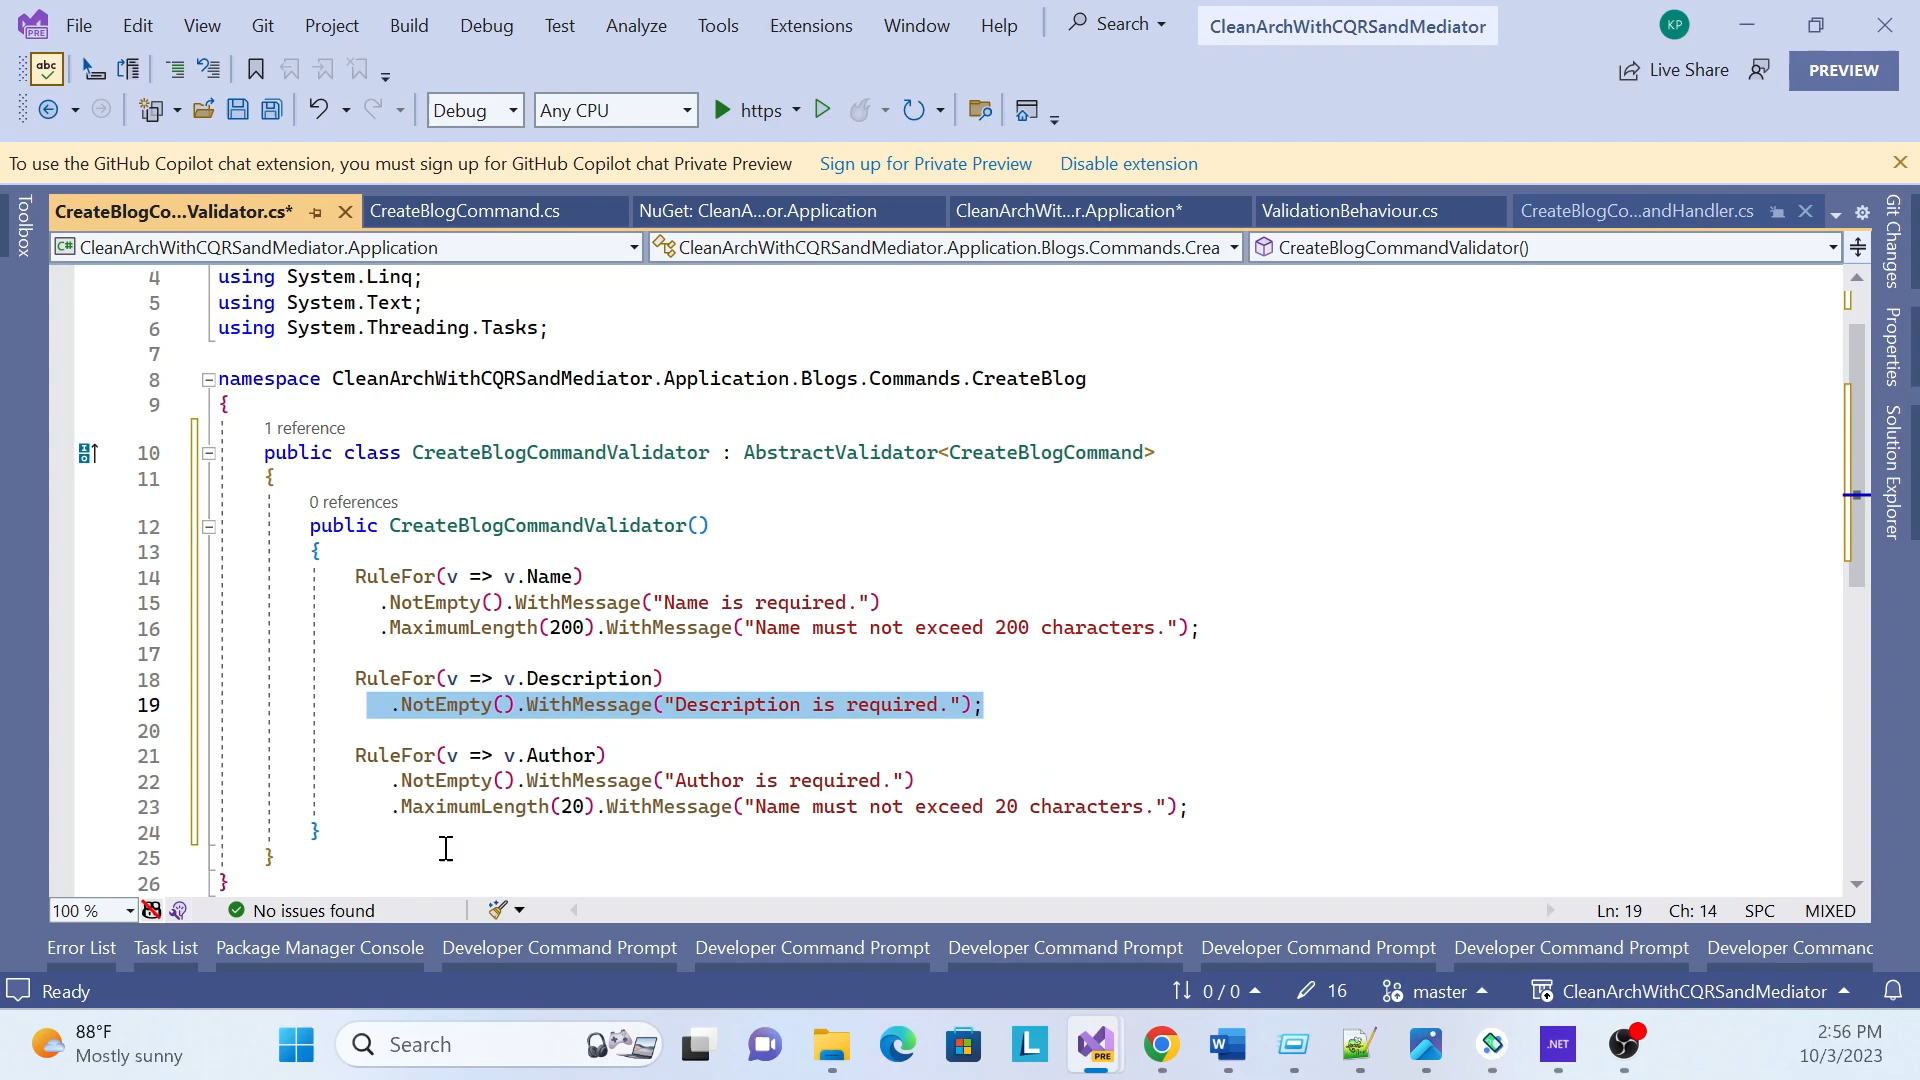 File Edit View Git Project Build Debug Test Analyze Tools Extensions Window Help Search CleanArchWithCQRSandMediator KP
abc Live Share PREVIEW
Debug Any CPU https
To use the GitHub Copilot chat extension, you must sign up for GitHub Copilot chat Private Preview Sign up for Private Preview Disable extension
Toolbox
CreateBlogCo...Validator.cs* CreateBlogCommand.cs NuGet: CleanA...or.Application CleanArchWit...r.Application* ValidationBehaviour.cs CreateBlogCo...andHandler.cs
CleanArchWithCQRSandMediator.Application CleanArchWithCQRSandMediator.Application.Blogs.Commands.Crea CreateBlogCommandValidator()
Git Changes
Properties
Solution Explorer
4 using System.Linq;
5 using System.Text;
6 using System.Threading.Tasks;
7
8 namespace CleanArchWithCQRSandMediator.Application.Blogs.Commands.CreateBlog
9 {
1 reference
10 public class CreateBlogCommandValidator : AbstractValidator<CreateBlogCommand>
11 {
0 references
12 public CreateBlogCommandValidator()
13 {
14 RuleFor(v => v.Name)
15 .NotEmpty().WithMessage("Name is required.")
16 .MaximumLength(200).WithMessage("Name must not exceed 200 characters.");
17
18 RuleFor(v => v.Description)
19 .NotEmpty().WithMessage("Description is required.");
20
21 RuleFor(v => v.Author)
22 .NotEmpty().WithMessage("Author is required.")
23 .MaximumLength(20).WithMessage("Name must not exceed 20 characters.");
24 }
25 }
26 }
100 % No issues found Ln: 19 Ch: 14 SPC MIXED
Error List Task List Package Manager Console Developer Command Prompt Developer Command Prompt Developer Command Prompt Developer Command Prompt Developer Command Prompt Developer Command
Ready 0 / 0 16 master CleanArchWithCQRSandMediator
88°F
Mostly sunny
Search
L
PRE
W
.NET
2:56 PM
10/3/2023